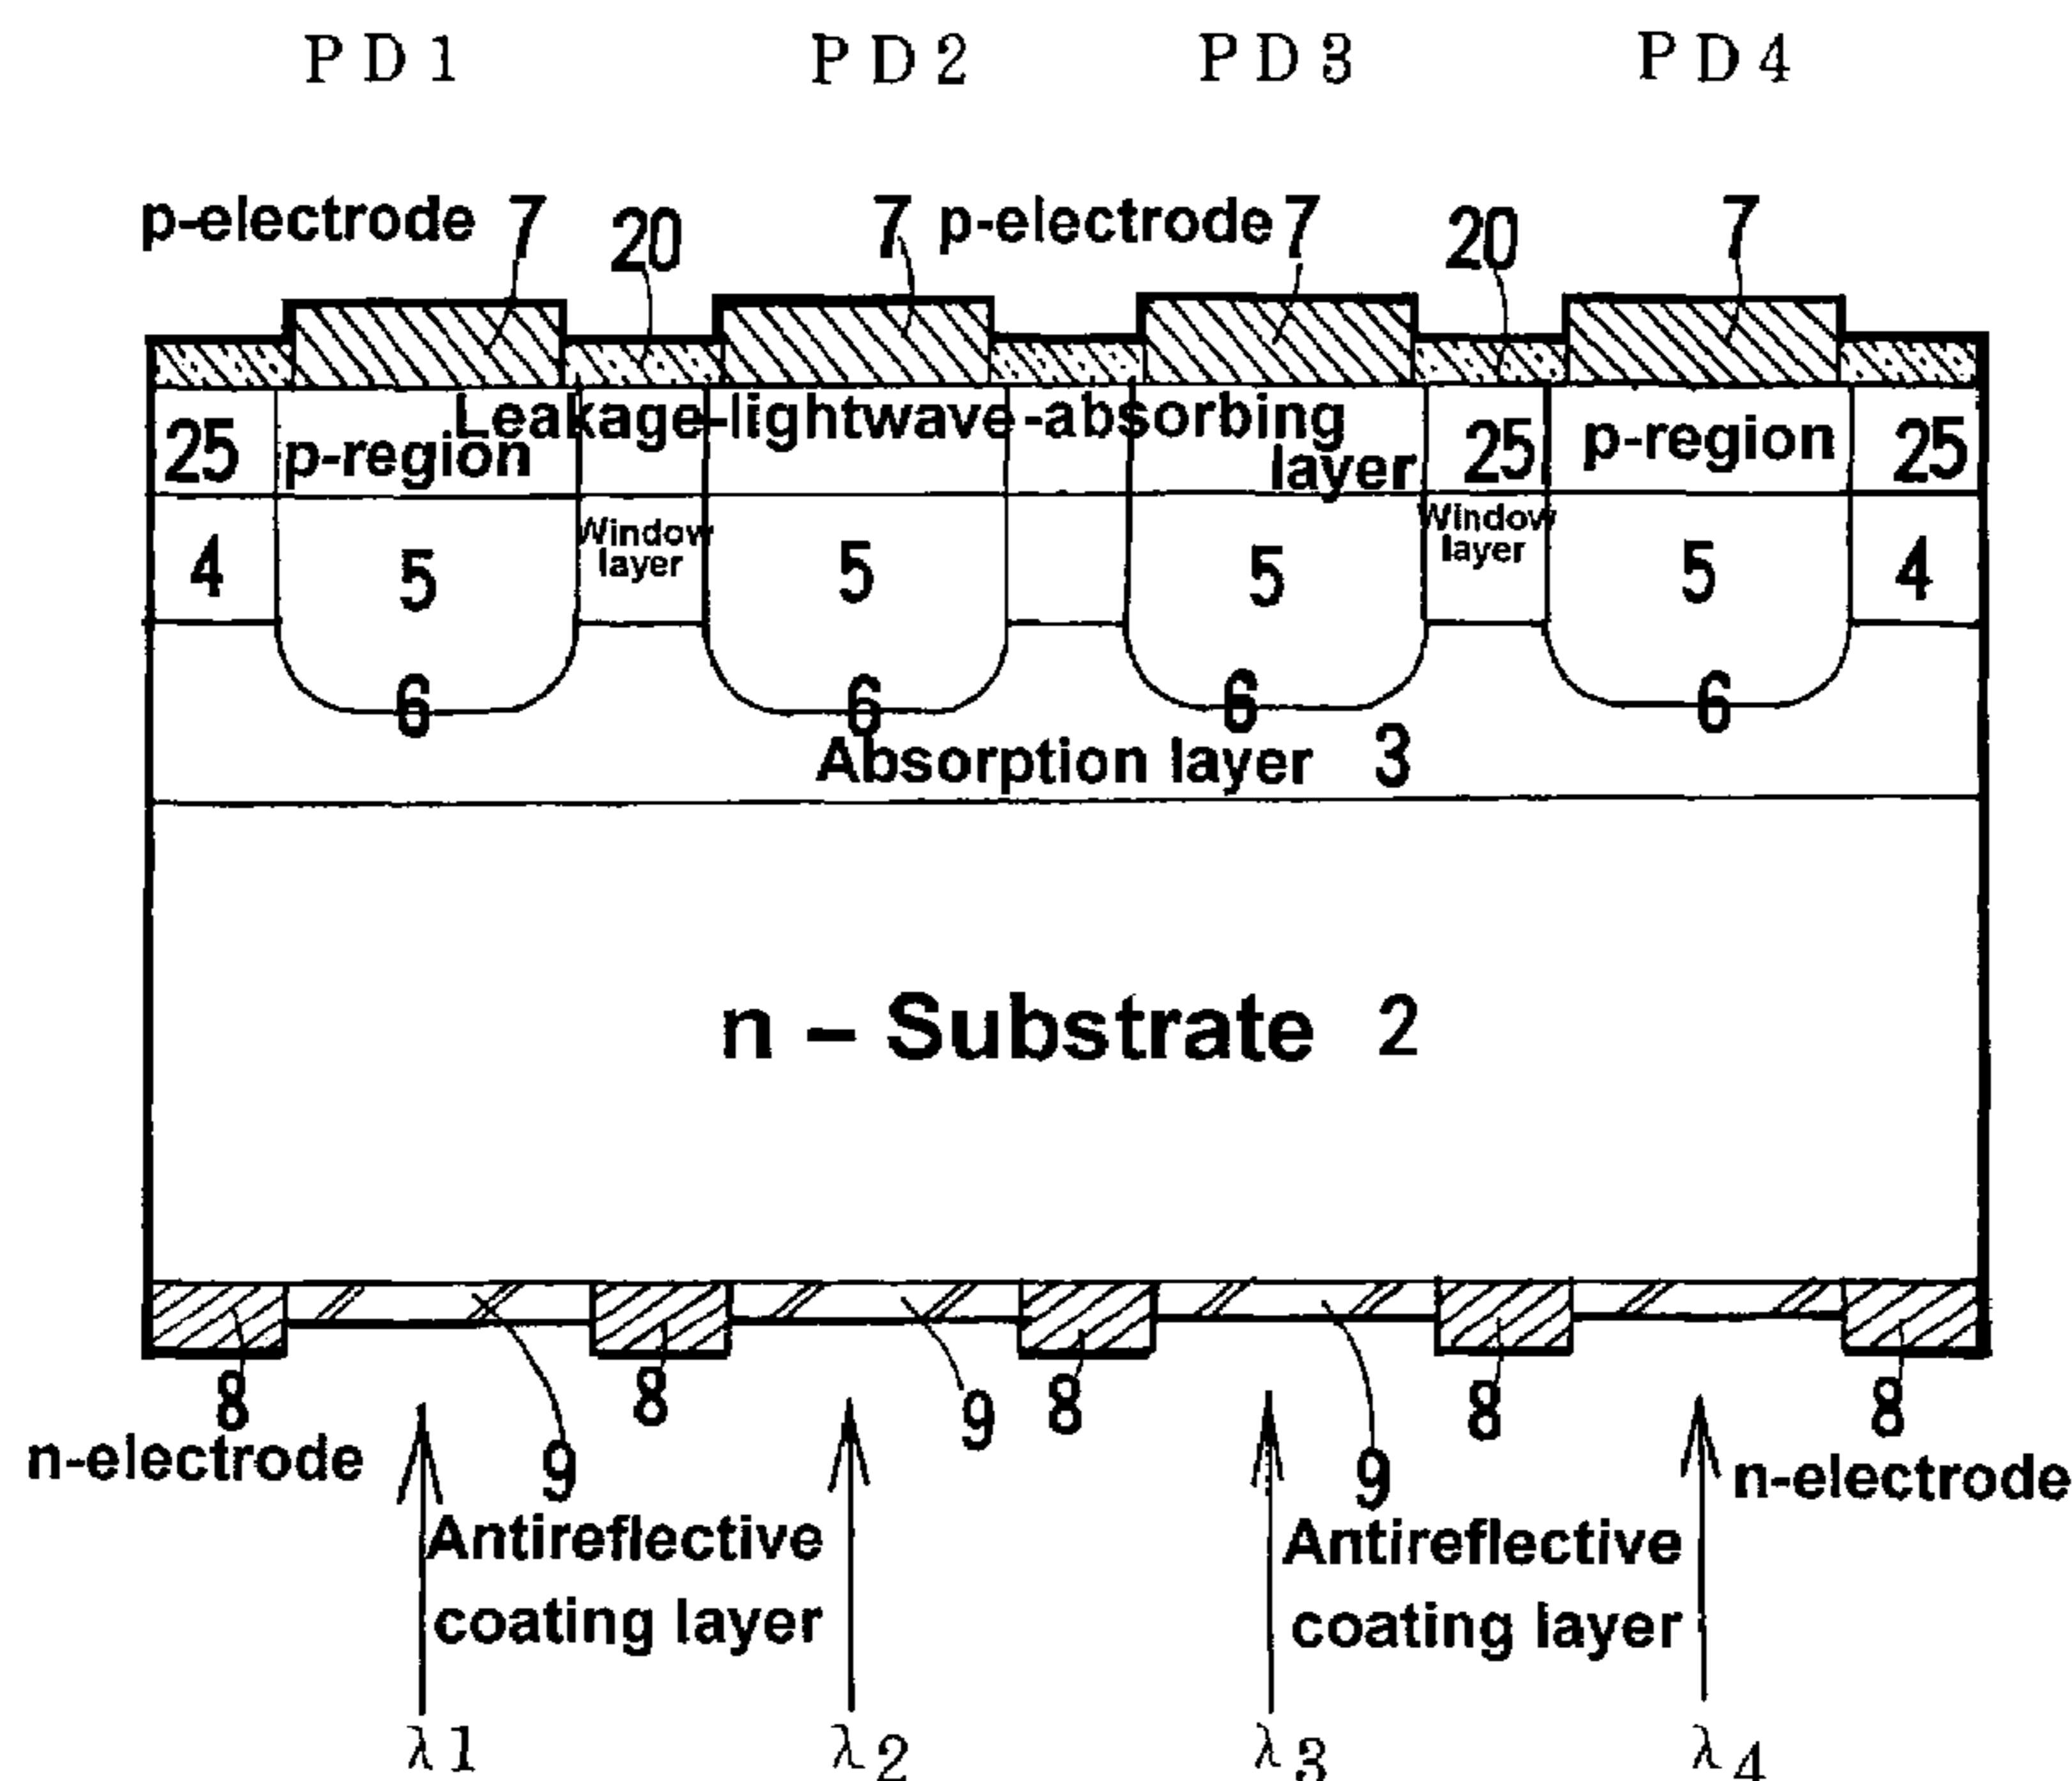 PD1 PD2 PD3 PD4
p-electrode 7 20 7 p-electrode 7 20 7
Leakage-lightwave-absorbing
layer
25 p-region 25 p-region 25
Window
layer
Window
layer
4 5 5 5 5 4
6 6 6 6
Absorption layer 3
n - Substrate 2
8 8 9 8 8 8
n-electrode 9 9 n-electrode
Antireflective
coating layer
Antireflective
coating layer
λ1 λ2 λ3 λ4